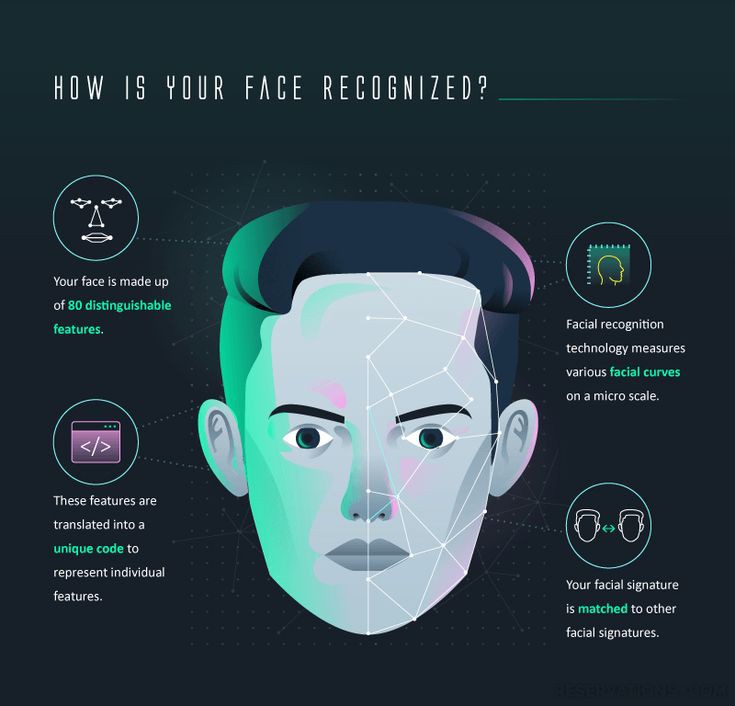 HOW IS YOUR FACE RECOGNIZED?
Your face is made up
of 80 distinguishable
features.
Facial recognition
technology measures
various facial curves
on a micro scale.
</>
These features are
translated into a
unique code to
represent individual
features.
Your facial signature
is matched to other
facial signatures.
RESERVATIONS.COM